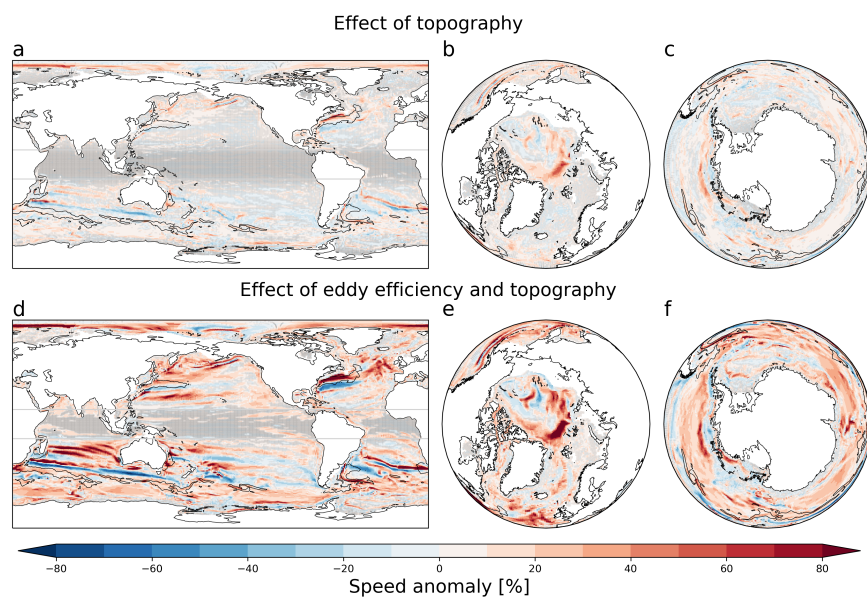 Effect of topography
a b c
Effect of eddy efficiency and topography
d e f
−80 −60 −40 −20 0 20 40 60 80
Speed anomaly [%]